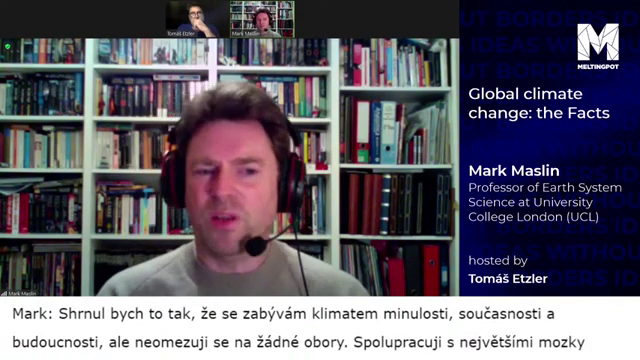 Tomáš Etzler
Mark Maslin
MELTINGPOT
Global climate
change: the Facts
Mark Maslin
Professor of Earth System
Science at University
College London (UCL)
hosted by
Tomáš Etzler
Mark Maslin
Mark: Shrnul bych to tak, že se zabývám klimatem minulosti, současnosti a
budoucnosti, ale neomezuji se na žádné obory. Spolupracuji s největšími mozky